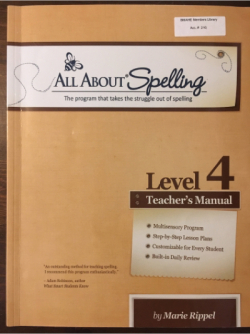 All About® Spelling
The program that takes the struggle out of spelling
Level 4
Teacher's Manual
Multisensory Program
Step-by-Step Lesson Plans
Customizable for Every Student
Built-in Daily Review
by Marie Rippel